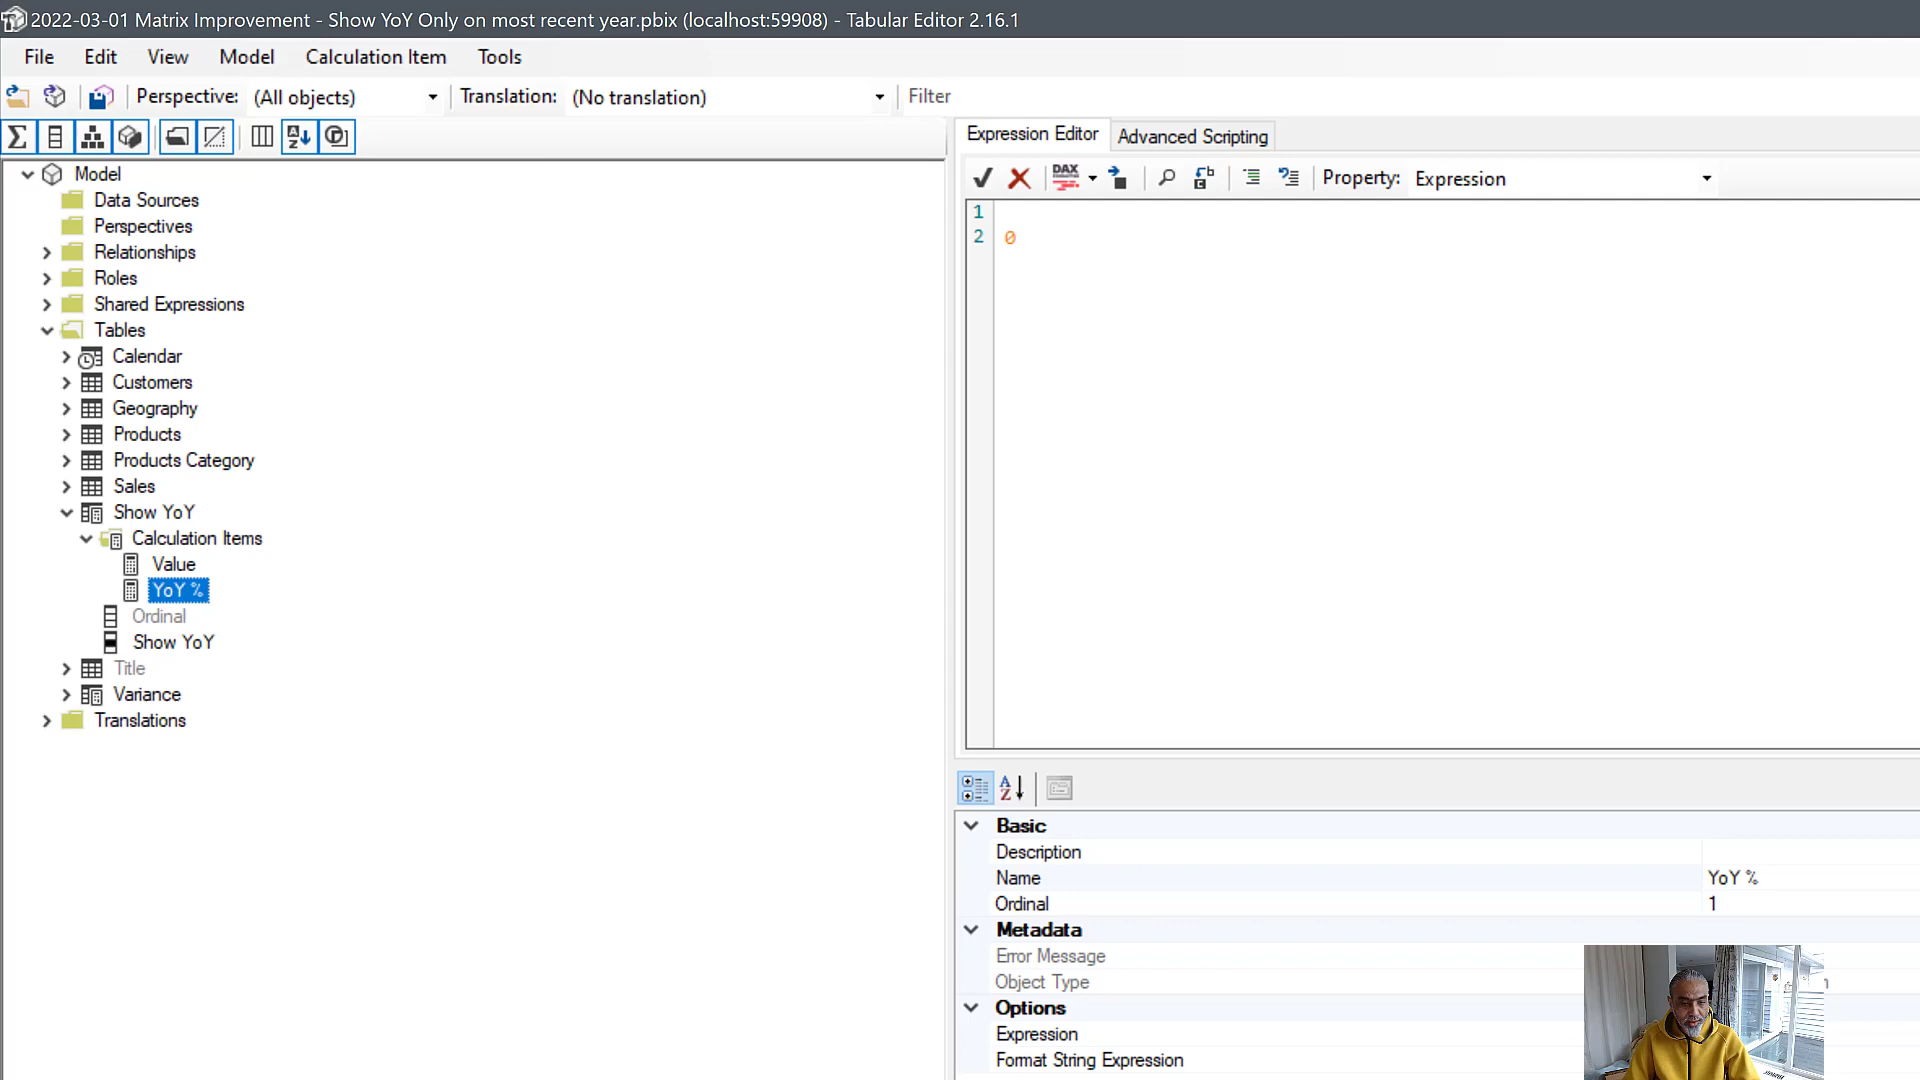 2022-03-01 Matrix Improvement - Show YoY Only on most recent year.pbix (localhost:59908) - Tabular Editor 2.16.1
File Edit View Model Calculation Item Tools
Perspective: (All objects) Translation: (No translation) Filter
Expression Editor Advanced Scripting
DAX Property: Expression
1
2 0
Model
Data Sources
Perspectives
Relationships
Roles
Shared Expressions
Tables
Calendar
Customers
Geography
Products
Products Category
Sales
Show YoY
Calculation Items
Value
YoY %
Ordinal
Show YoY
Title
Variance
Translations
Basic
Description
Name YoY %
Ordinal 1
Metadata
Error Message
Object Type
Options
Expression
Format String Expression